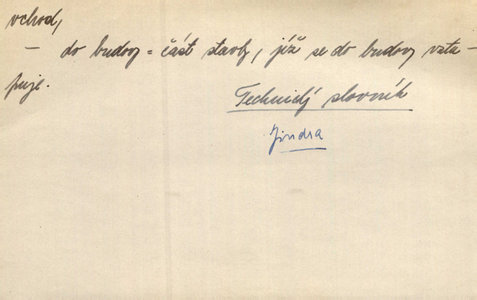 vchod,
— do budovy = část stavby, jíž se do budovy vstu-
puje.
Technický slovník
Jindra